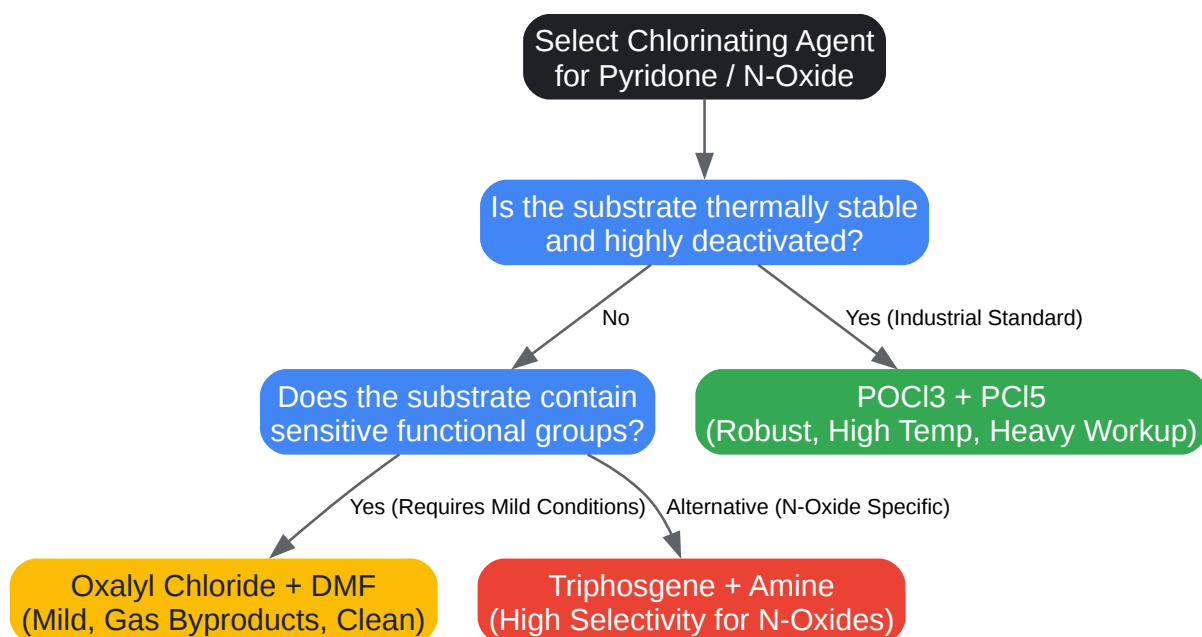 Select Chlorinating Agent
for Pyridone / N-Oxide
Is the substrate thermally stable
and highly deactivated?
No
Yes (Industrial Standard)
Does the substrate contain
sensitive functional groups?
POCl3 + PCl5
(Robust, High Temp, Heavy Workup)
Yes (Requires Mild Conditions)
Alternative (N-Oxide Specific)
Oxalyl Chloride + DMF
(Mild, Gas Byproducts, Clean)
Triphosgene + Amine
(High Selectivity for N-Oxides)